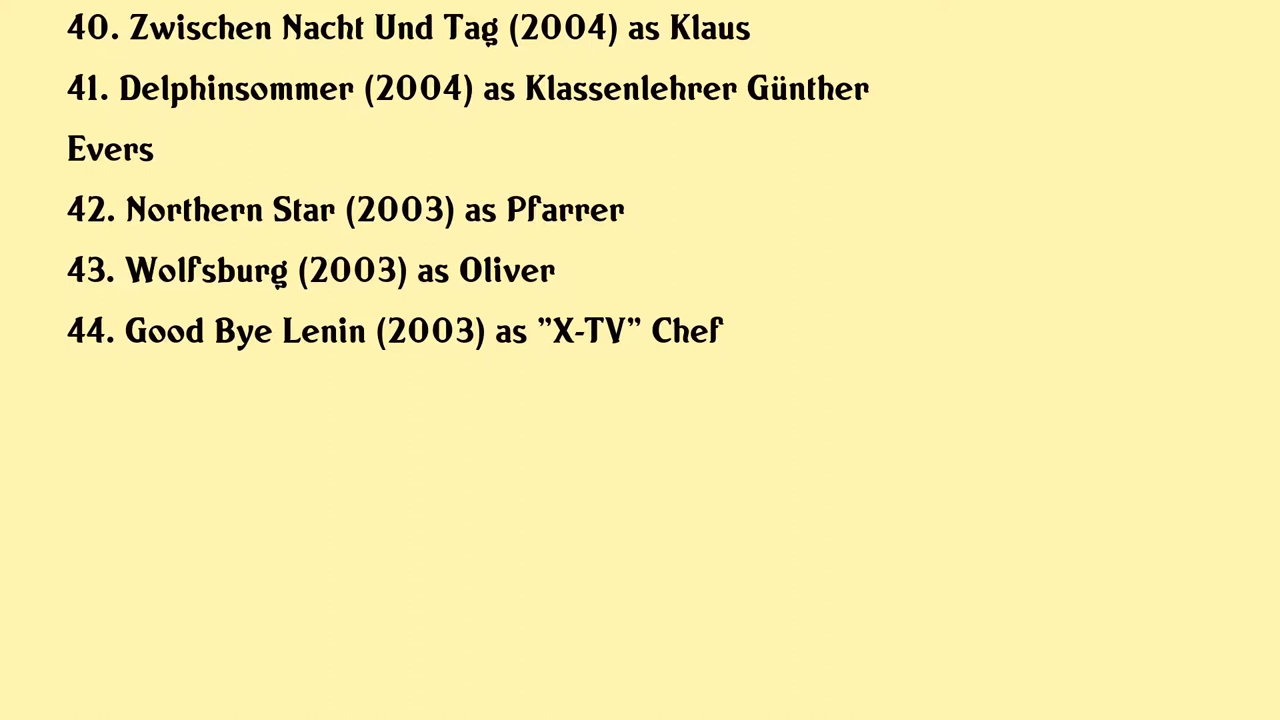 40. Zwischen Nacht Und Tag (2004) as Klaus
41. Delphinsommer (2004) as Klassenlehrer Günther
Evers
42. Northern Star (2003) as Pfarrer
43. Wolfsburg (2003) as Oliver
44. Good Bye Lenin (2003) as ”X-TV” Chef